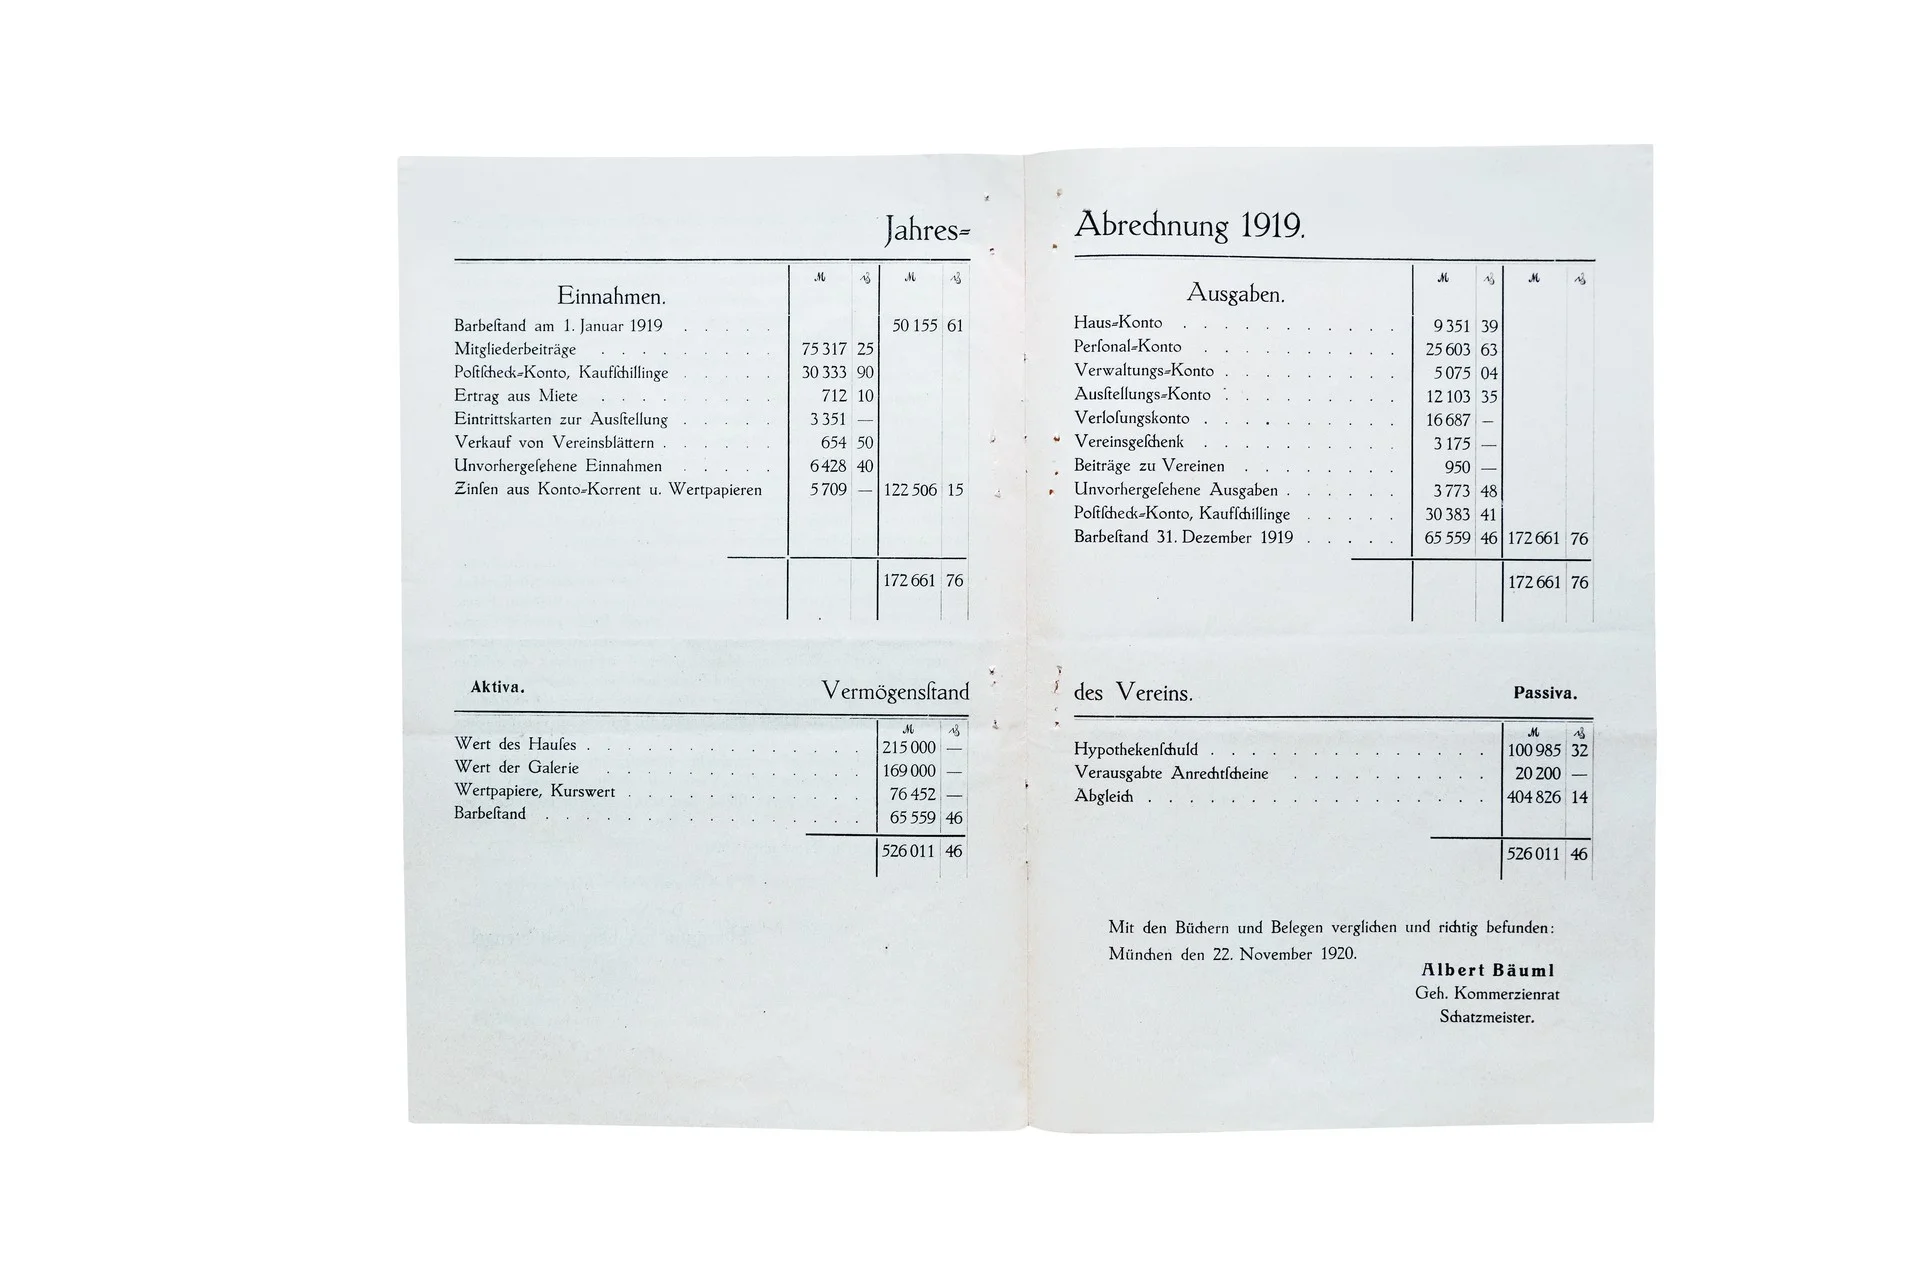 Jahres=
M ₰ M ₰
Einnahmen.
Barbeſtand am 1. Januar 1919 . . . . . 50 155 61
Mitgliederbeiträge . . . . . . . . 75 317 25
Poſtſcheck=Konto, Kaufſchillinge . . . . . 30 333 90
Ertrag aus Miete . . . . . . . . 712 10
Eintrittskarten zur Ausſtellung . . . . . 3 351 —
Verkauf von Vereinsblättern . . . . . . 654 50
Unvorhergeſehene Einnahmen . . . . . 6 428 40
Zinſen aus Konto=Korrent u. Wertpapieren 5 709 — 122 506 15
172 661 76
Aktiva. Vermögensſtand
M ₰
Wert des Hauſes . . . . . . . . . . . . . 215 000 —
Wert der Galerie . . . . . . . . . . . . 169 000 —
Wertpapiere, Kurswert . . . . . . . . . . . 76 452 —
Barbeſtand . . . . . . . . . . . . . . 65 559 46
526 011 46
Abrechnung 1919.
M ₰ M ₰
Ausgaben.
Haus=Konto . . . . . . . . . . . 9 351 39
Perſonal=Konto . . . . . . . . . . 25 603 63
Verwaltungs=Konto . . . . . . . . . 5 075 04
Ausſtellungs=Konto . . . . . . . . . 12 103 35
Verloſungskonto . . . . . . . . . . 16 687 —
Vereinsgeſchenk . . . . . . . . . . 3 175 —
Beiträge zu Vereinen . . . . . . . . 950 —
Unvorhergeſehene Ausgaben . . . . . . 3 773 48
Poſtſcheck=Konto, Kaufſchillinge . . . . . 30 383 41
Barbeſtand 31. Dezember 1919 . . . . . 65 559 46 172 661 76
172 661 76
des Vereins. Passiva.
M ₰
Hypothekenſchuld . . . . . . . . . . . . . 100 985 32
Verausgabte Anrechtſcheine . . . . . . . . . 20 200 —
Abgleich . . . . . . . . . . . . . . 404 826 14
526 011 46
Mit den Büchern und Belegen verglichen und richtig befunden:
München den 22. November 1920.
Albert Bäuml
Geh. Kommerzienrat
Schatzmeister.